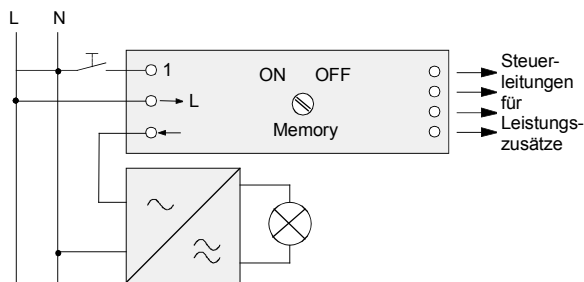 L N
1
L
ON OFF
Memory
Steuer-
leitungen
für
Leistungs-
zusätze